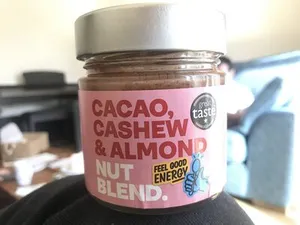 CACAO,
CASHEW
& ALMOND
NUT
BLEND.
great
taste
FEEL GOOD
ENERGY